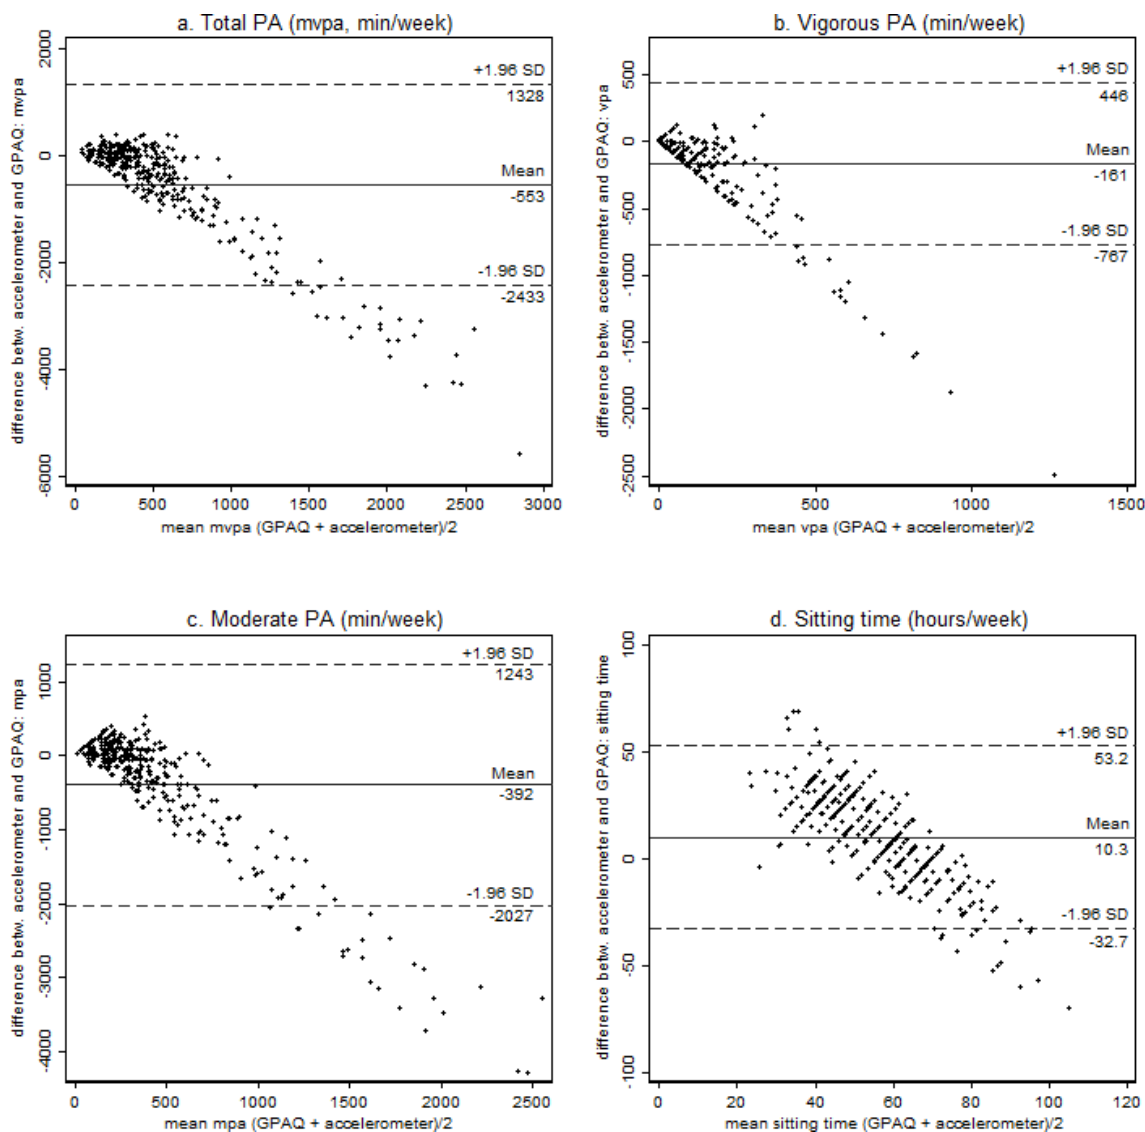 a. Total PA (mvpa, min/week)
difference betw. accelerometer and GPAQ: mvpa
2000
0
-2000
-4000
-6000
+1.96 SD
1328
Mean
-553
-1.96 SD
-2433
0 500 1000 1500 2000 2500 3000
mean mvpa (GPAQ + accelerometer)/2
b. Vigorous PA (min/week)
difference betw. accelerometer and GPAQ: vpa
500
0
-500
-1000
-1500
-2000
-2500
+1.96 SD
446
Mean
-161
-1.96 SD
-767
0 500 1000 1500
mean vpa (GPAQ + accelerometer)/2
c. Moderate PA (min/week)
difference betw. accelerometer and GPAQ: mpa
1000
0
-1000
-2000
-3000
-4000
+1.96 SD
1243
Mean
-392
-1.96 SD
-2027
0 500 1000 1500 2000 2500
mean mpa (GPAQ + accelerometer)/2
d. Sitting time (hours/week)
difference betw. accelerometer and GPAQ: sitting time
100
50
0
-50
-100
+1.96 SD
53.2
Mean
10.3
-1.96 SD
-32.7
0 20 40 60 80 100 120
mean sitting time (GPAQ + accelerometer)/2